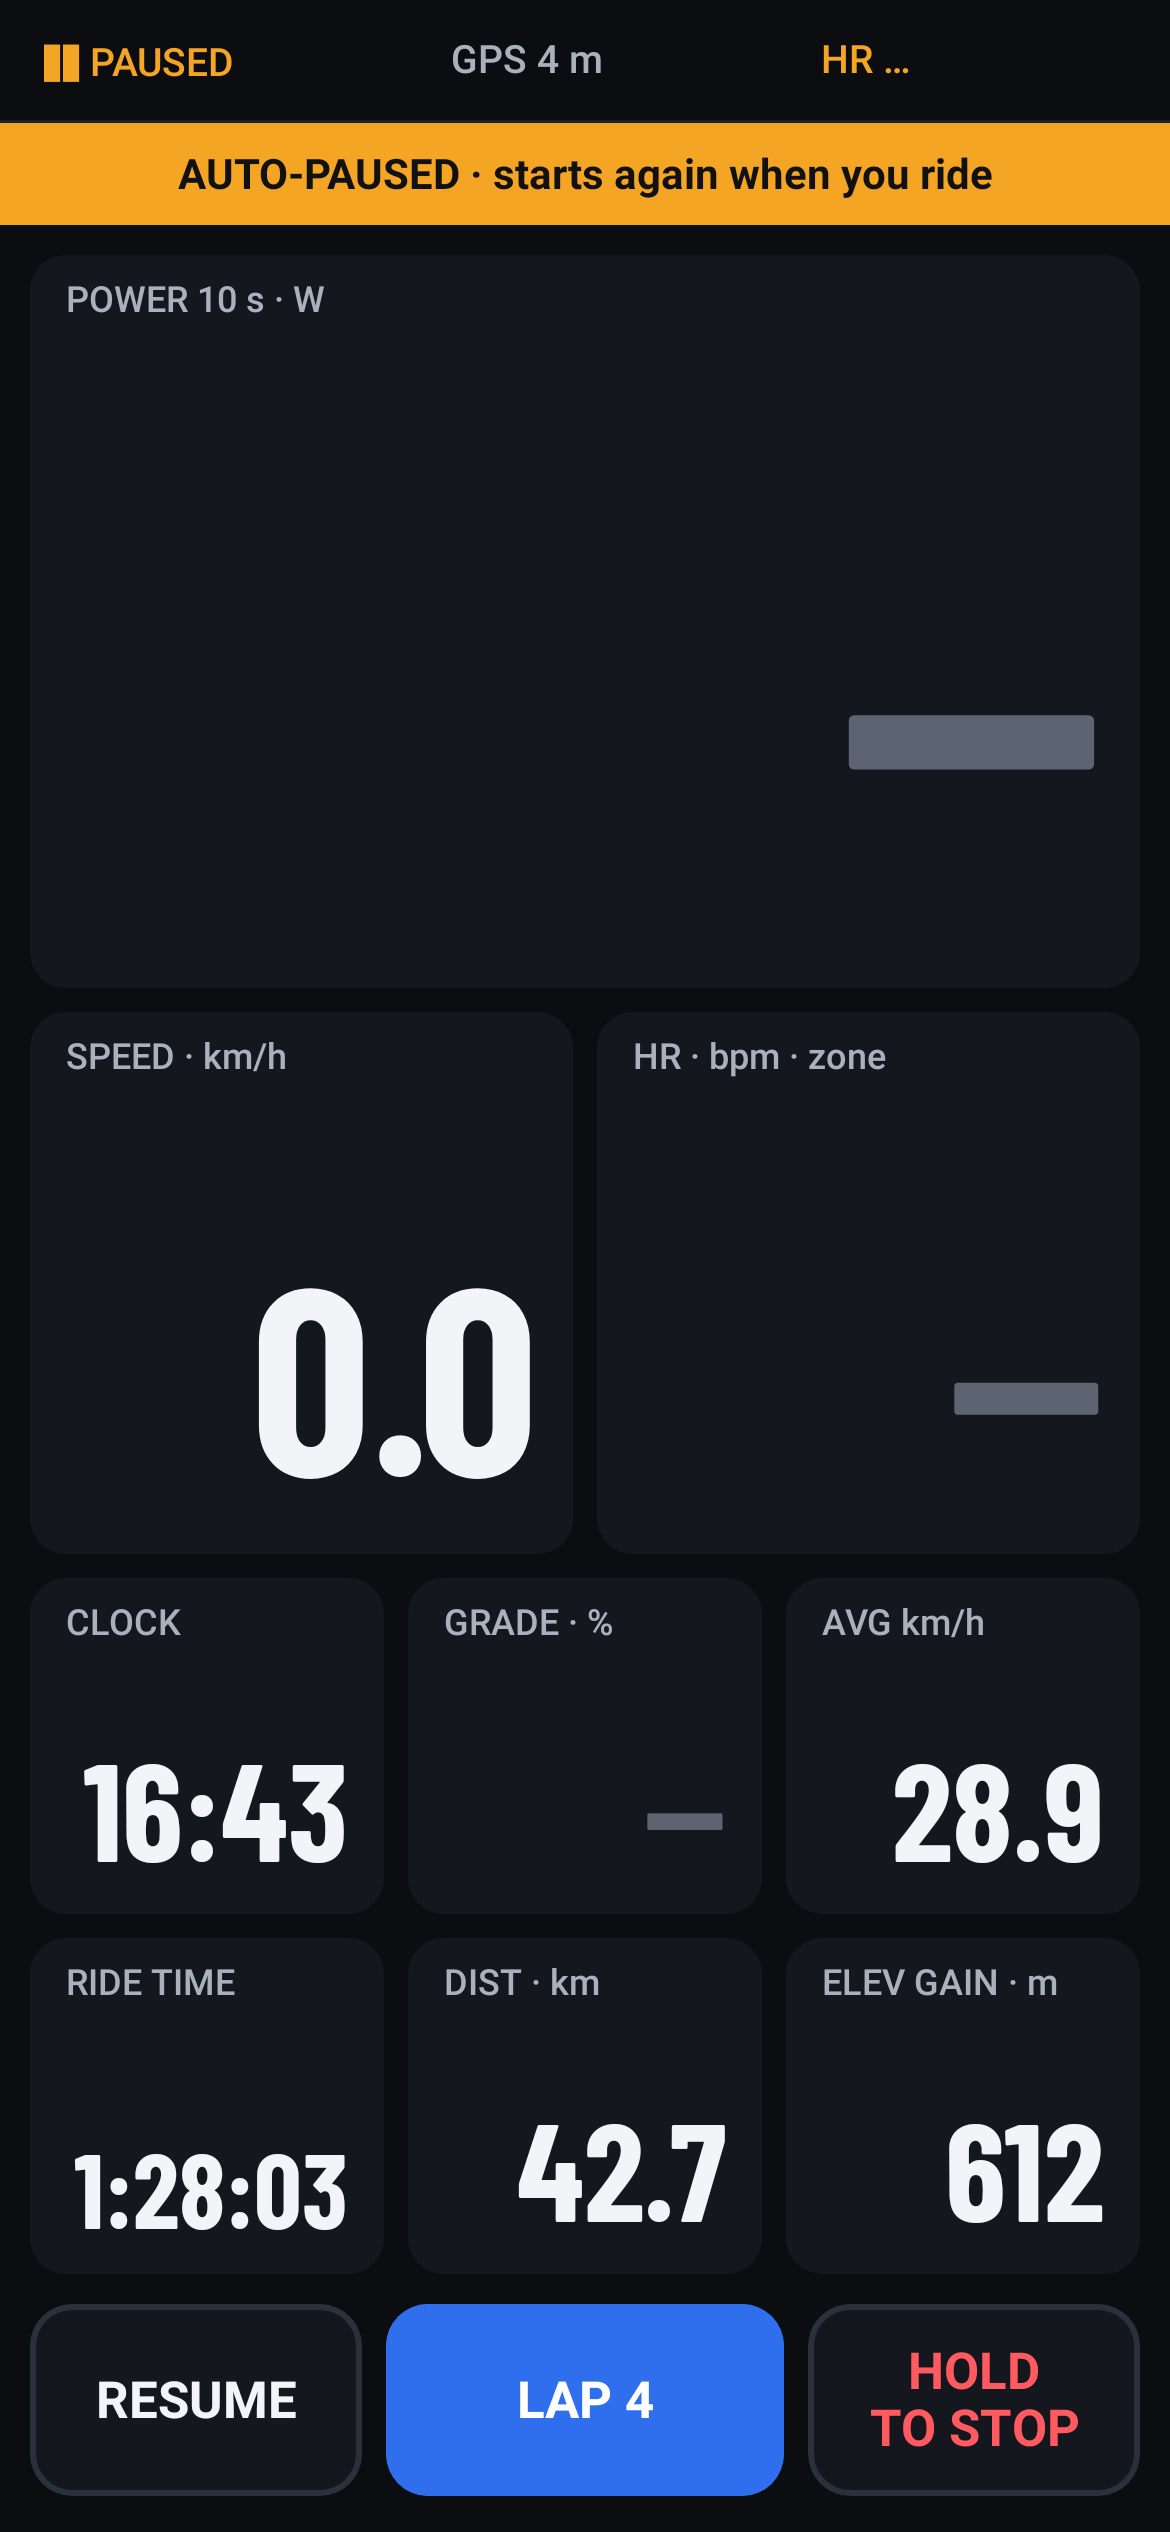 PAUSED
GPS 4 m
HR ...
AUTO-PAUSED · starts again when you ride
POWER 10 s · W
—
SPEED · km/h
0.0
HR · bpm · zone
—
CLOCK
16:43
GRADE · %
—
AVG km/h
28.9
RIDE TIME
1:28:03
DIST · km
42.7
ELEV GAIN · m
612
RESUME
LAP 4
HOLD
TO STOP